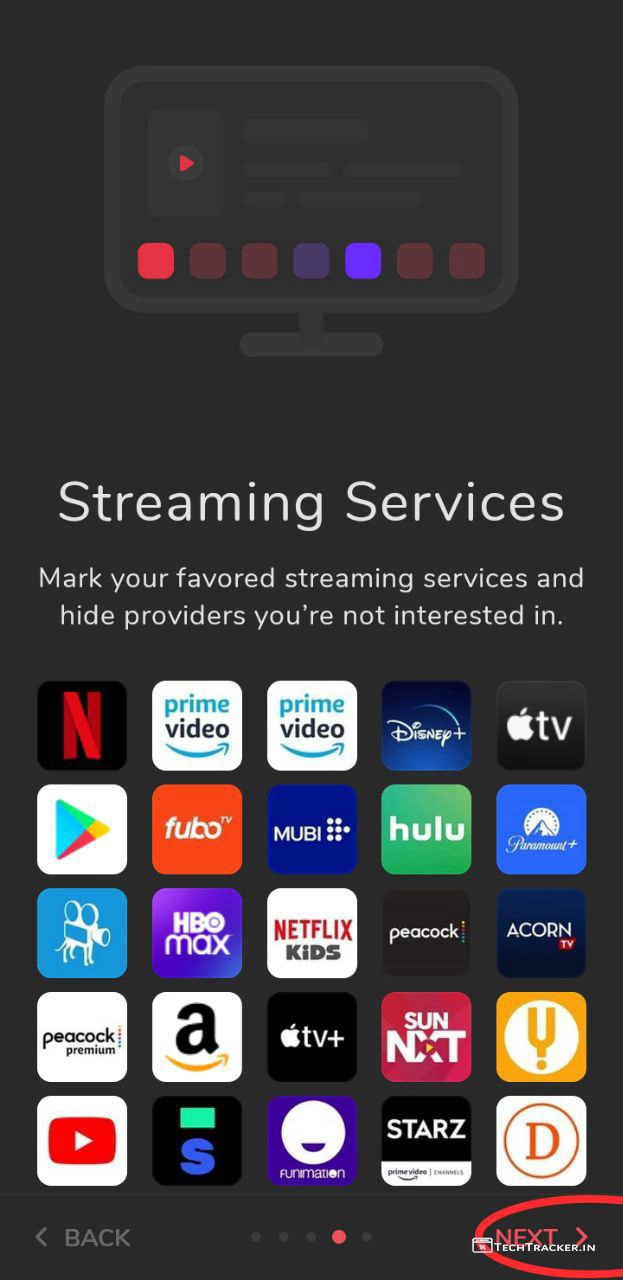 Streaming Services
Mark your favored streaming services and
hide providers you’re not interested in.
N
prime
video
prime
video
Disney+
tv
fubo TV
MUBI
hulu
Paramount+
HBO
max
NETFLIX
KiDS
peacock
ACORN
TV
peacock
premium
a
tv+
SUN
NXT
Y
S
FUNIMATION
STARZ
prime video | CHANNELS
D
BACK
NEXT
TECHTRACKER.IN